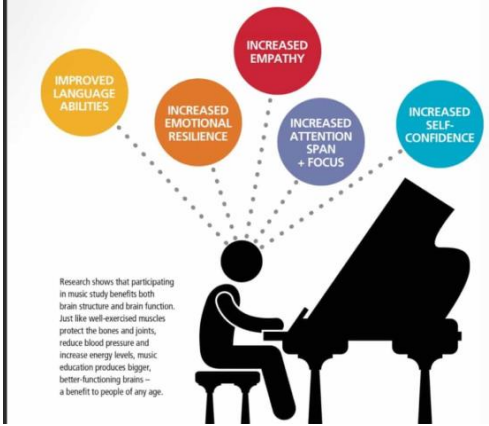 INCREASED
EMPATHY
IMPROVED
LANGUAGE
ABILITIES
INCREASED
EMOTIONAL
RESILIENCE
INCREASED
ATTENTION
SPAN
+ FOCUS
INCREASED
SELF-
CONFIDENCE
Research shows that participating
in music study benefits both
brain structure and brain function.
Just like well-exercised muscles
protect the bones and joints,
reduce blood pressure and
increase energy levels, music
education produces bigger,
better-functioning brains –
a benefit to people of any age.